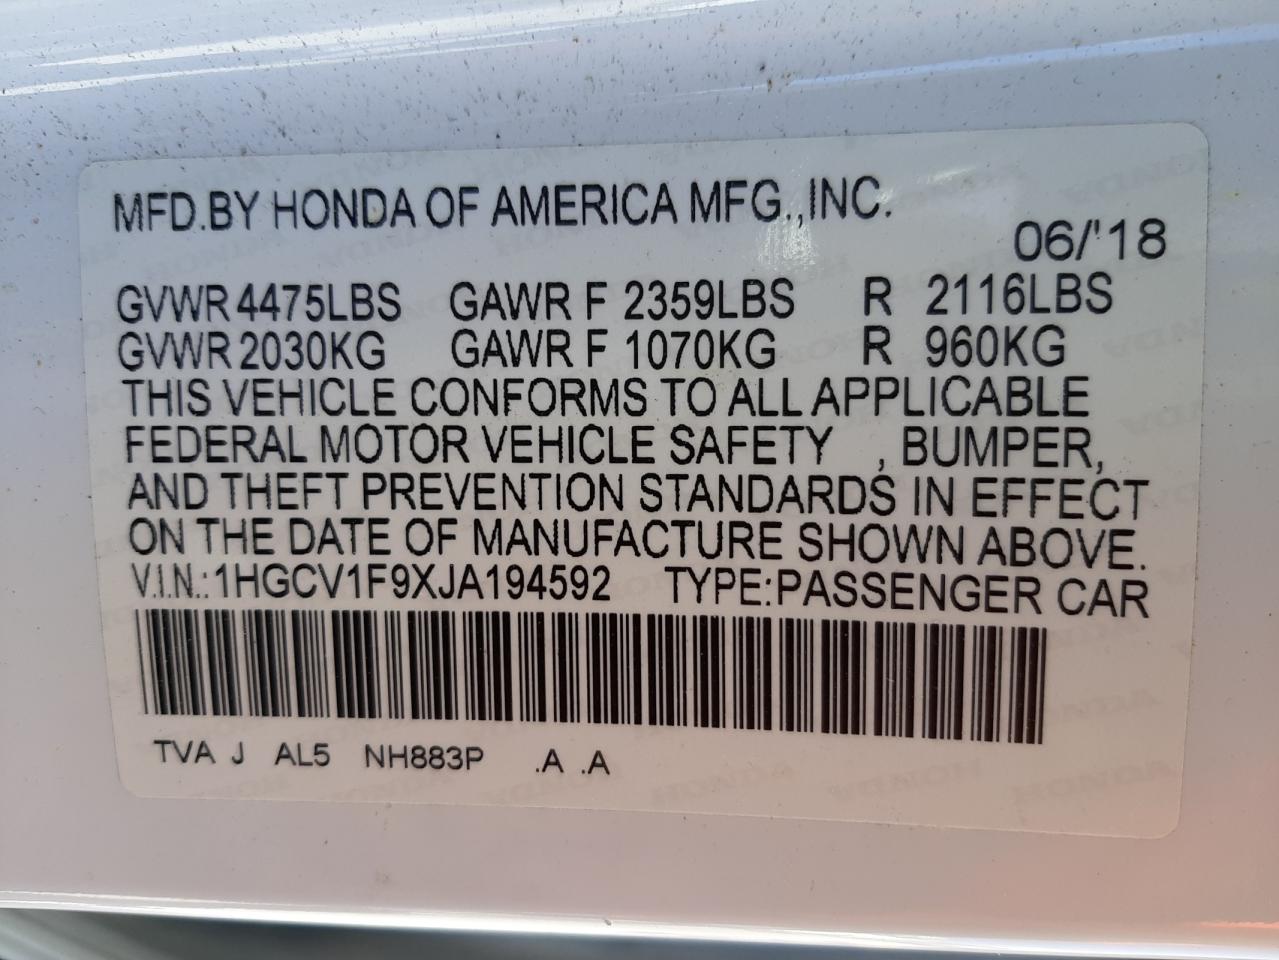 MFD.BY HONDA OF AMERICA MFG.,INC.
06/'18
GVWR 4475LBS GAWR F 2359LBS R 2116LBS
GVWR 2030KG GAWR F 1070KG R 960KG
THIS VEHICLE CONFORMS TO ALL APPLICABLE
FEDERAL MOTOR VEHICLE SAFETY , BUMPER,
AND THEFT PREVENTION STANDARDS IN EFFECT
ON THE DATE OF MANUFACTURE SHOWN ABOVE.
V.I.N.:1HGCV1F9XJA194592 TYPE:PASSENGER CAR
TVA J AL5 NH883P .A .A